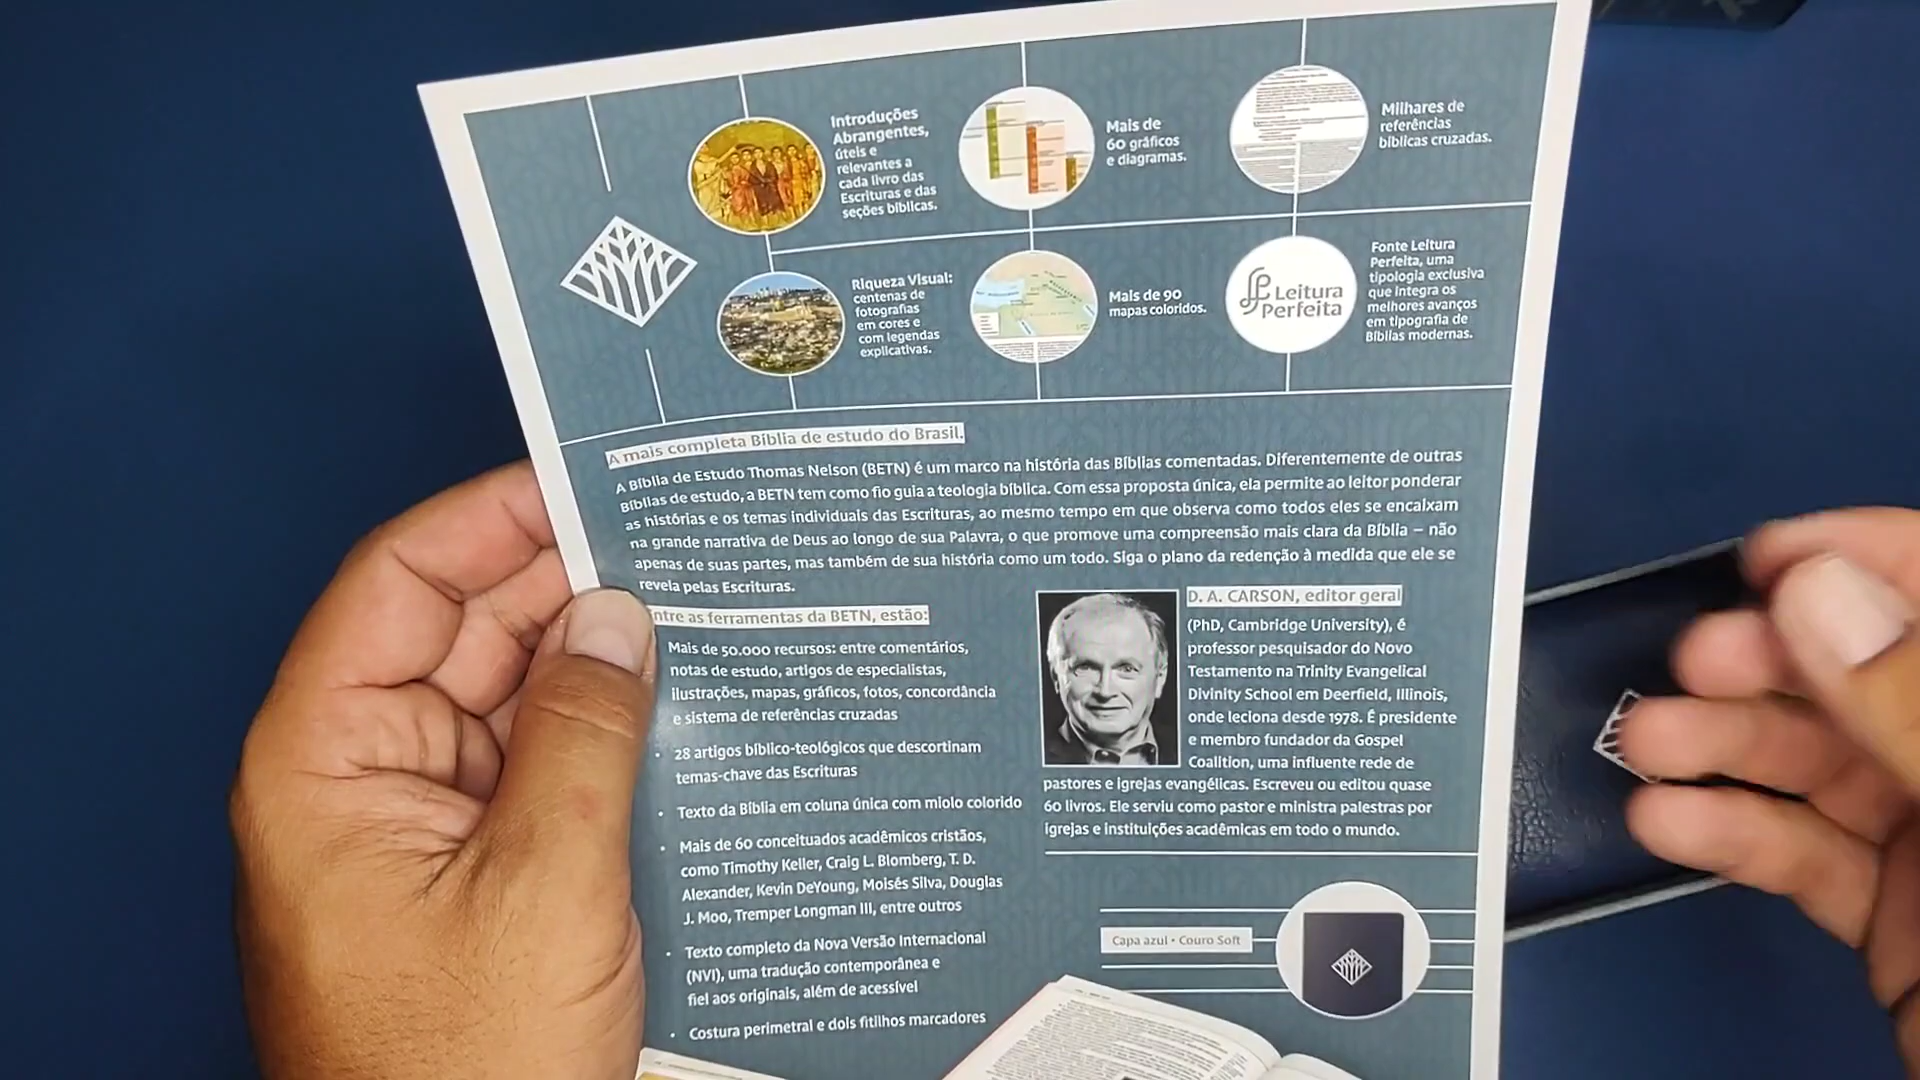 Introduções
Abrangentes,
úteis e
relevantes a
cada livro das
Escrituras e das
seções bíblicas.
Mais de
60 gráficos
e diagramas.
Milhares de
referências
bíblicas cruzadas.
Riqueza Visual:
centenas de
fotografias
em cores e
com legendas
explicativas.
Mais de 90
mapas coloridos.
Leitura
Perfeita
Fonte Leitura
Perfeita, uma
tipologia exclusiva
que integra os
melhores avanços
em tipografia de
Bíblias modernas.
A mais completa Bíblia de estudo do Brasil.
A Bíblia de Estudo Thomas Nelson (BETN) é um marco na história das Bíblias comentadas. Diferentemente de outras
Bíblias de estudo, a BETN tem como fio guia a teologia bíblica. Com essa proposta única, ela permite ao leitor ponderar
as histórias e os temas individuais das Escrituras, ao mesmo tempo em que observa como todos eles se encaixam
na grande narrativa de Deus ao longo de sua Palavra, o que promove uma compreensão mais clara da Bíblia – não
apenas de suas partes, mas também de sua história como um todo. Siga o plano da redenção à medida que ele se
revela pelas Escrituras.
ntre as ferramentas da BETN, estão:
Mais de 50.000 recursos: entre comentários,
notas de estudo, artigos de especialistas,
ilustrações, mapas, gráficos, fotos, concordância
e sistema de referências cruzadas
• 28 artigos bíblico-teológicos que descortinam
temas-chave das Escrituras
• Texto da Bíblia em coluna única com miolo colorido
• Mais de 60 conceituados acadêmicos cristãos,
como Timothy Keller, Craig L. Blomberg, T. D.
Alexander, Kevin DeYoung, Moisés Silva, Douglas
J. Moo, Tremper Longman III, entre outros
• Texto completo da Nova Versão Internacional
(NVI), uma tradução contemporânea e
fiel aos originais, além de acessível
• Costura perimetral e dois fitilhos marcadores
D. A. CARSON, editor geral
(PhD, Cambridge University), é
professor pesquisador do Novo
Testamento na Trinity Evangelical
Divinity School em Deerfield, Illinois,
onde leciona desde 1978. É presidente
e membro fundador da Gospel
Coalition, uma influente rede de
pastores e igrejas evangélicas. Escreveu ou editou quase
60 livros. Ele serviu como pastor e ministra palestras por
igrejas e instituições acadêmicas em todo o mundo.
Capa azul • Couro Soft